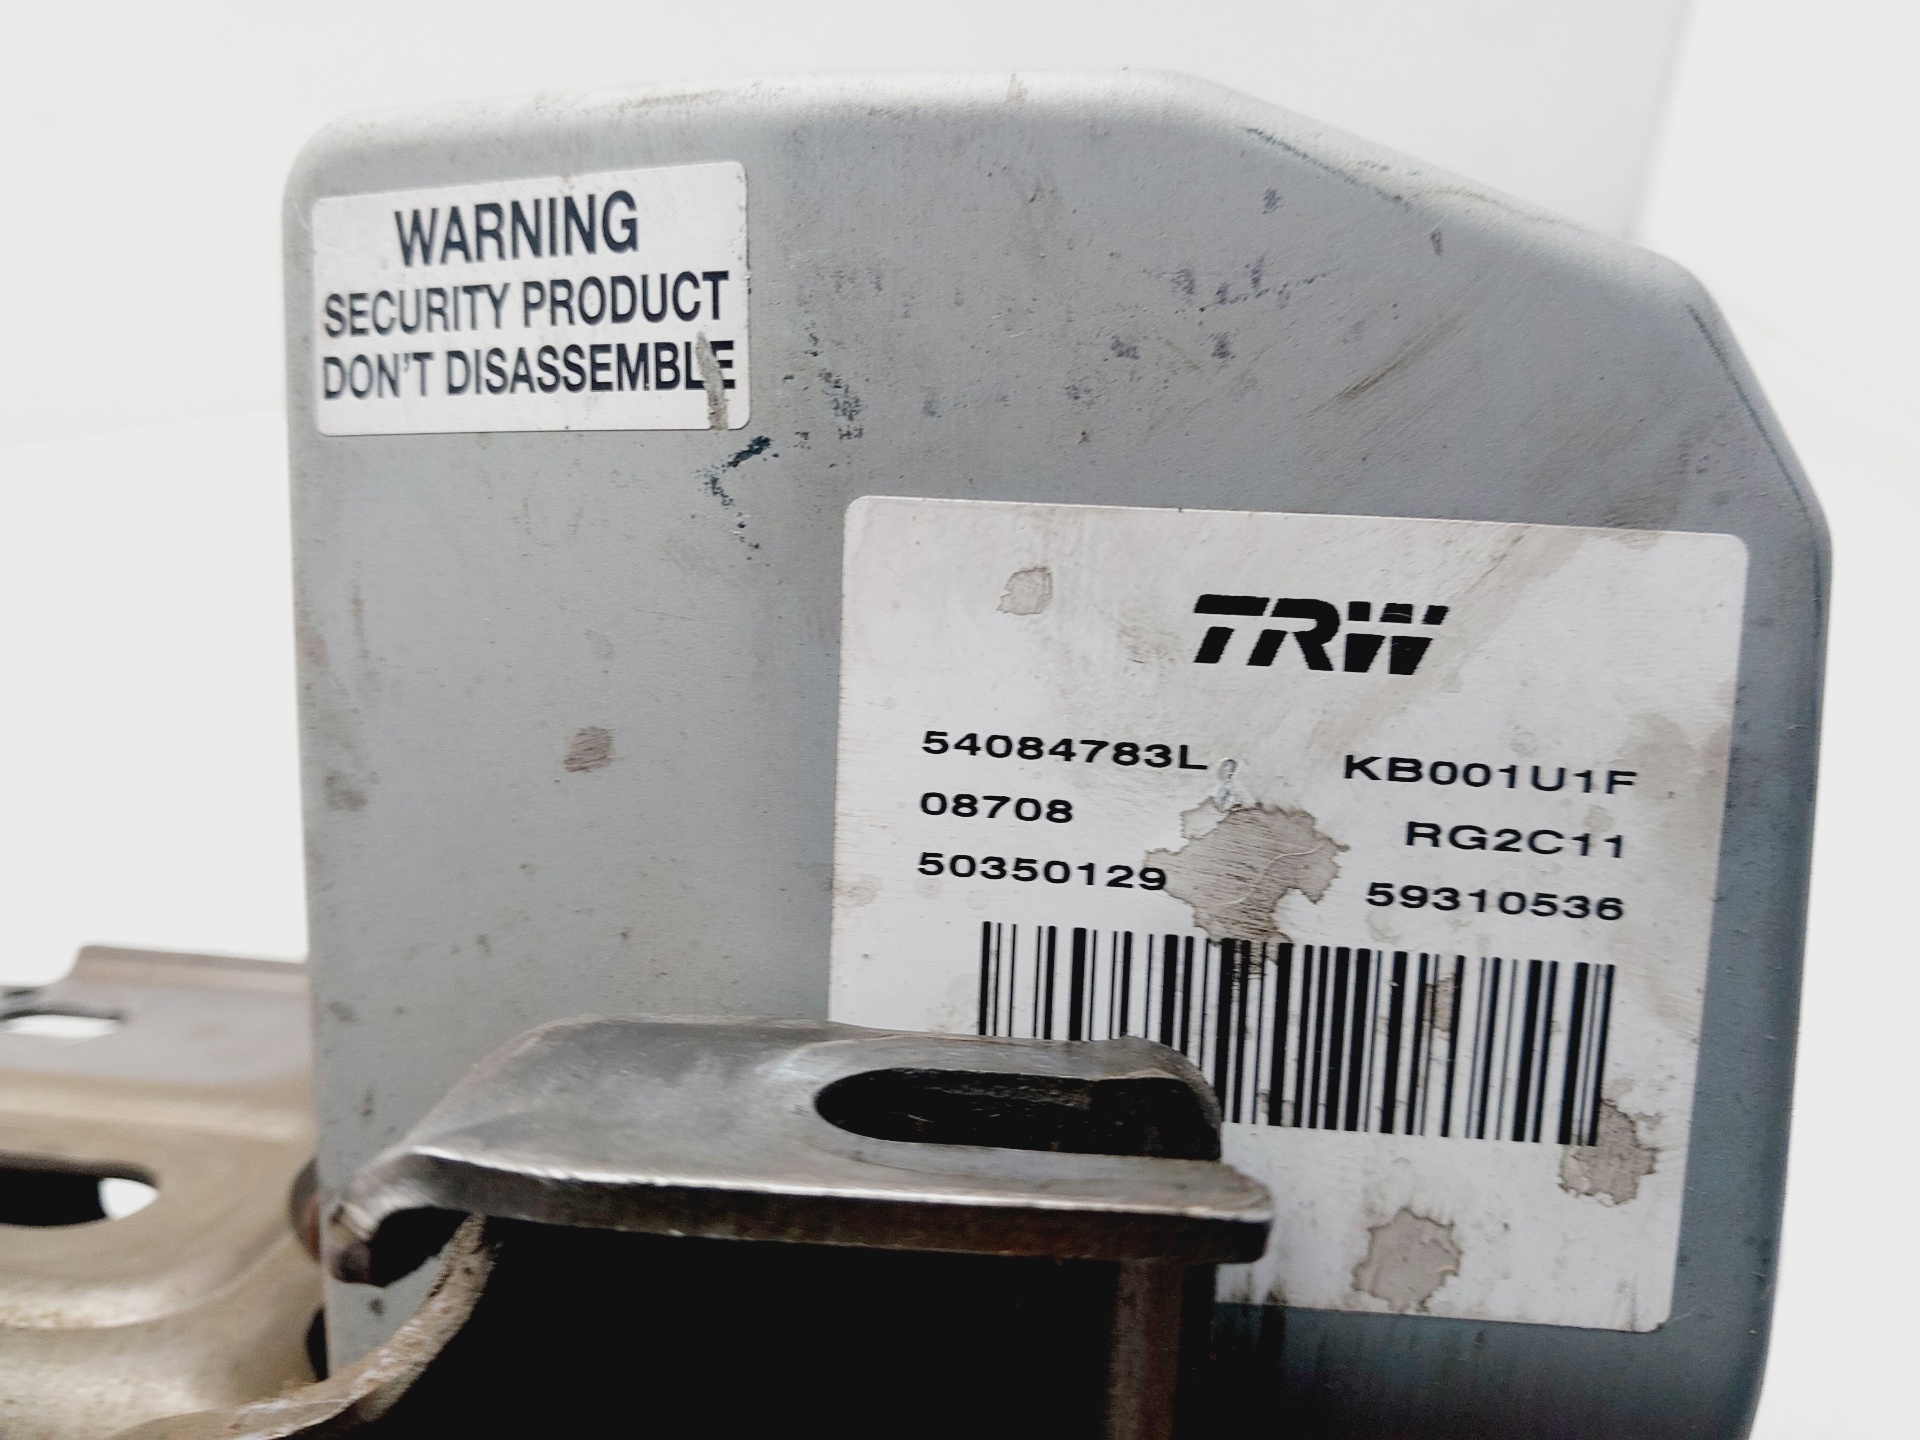 WARNING
SECURITY PRODUCT
DON'T DISASSEMBLE
TRW
54084783L KB001U1F
08708 RG2C11
50350129 59310536